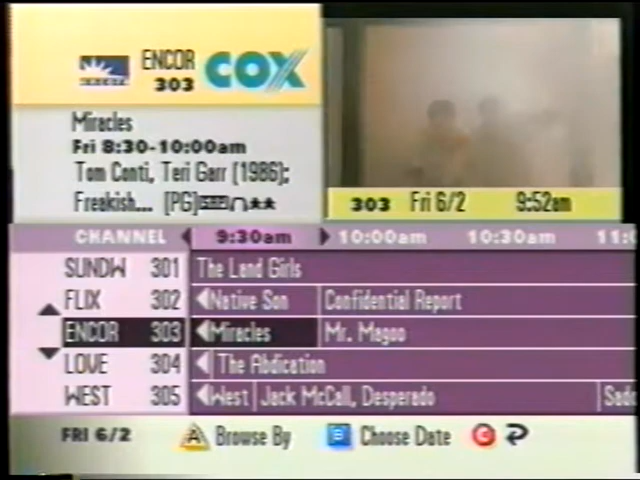 ENCOR
303
COX
Miracles
Fri 8:30-10:00am
Tom Conti, Teri Garr (1986);
Freakish... [PG] ★★
303 Fri 6/2 9:52am
CHANNEL 9:30am 10:00am 10:30am 11:
SUNDW 301 The Land Girls
FLIX 302 Native Son Confidential Report
ENCOR 303 Miracles Mr. Magoo
LOVE 304 The Abdication
WEST 305 West Jack McCall, Desperado
FRI 6/2 A Browse By B Choose Date C